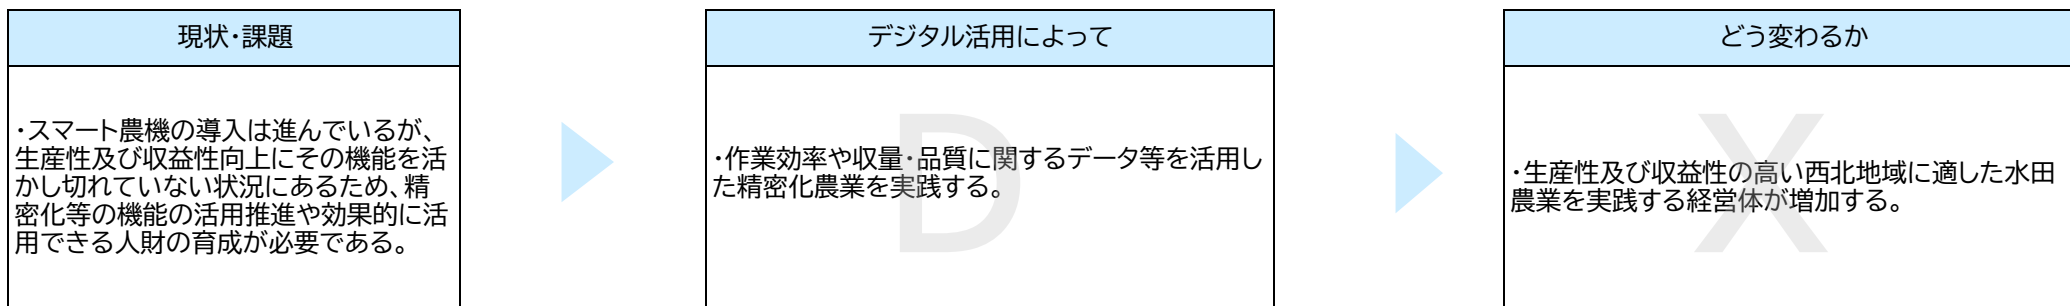 現状・課題
・スマート農機の導入は進んでいるが、
生産性及び収益性向上にその機能を活
かし切れていない状況にあるため、精
密化等の機能の活用推進や効果的に活
用できる人財の育成が必要である。
デジタル活用によって
D
・作業効率や収量・品質に関するデータ等を活用し
た精密化農業を実践する。
どう変わるか
X
・生産性及び収益性の高い西北地域に適した水田
農業を実践する経営体が増加する。